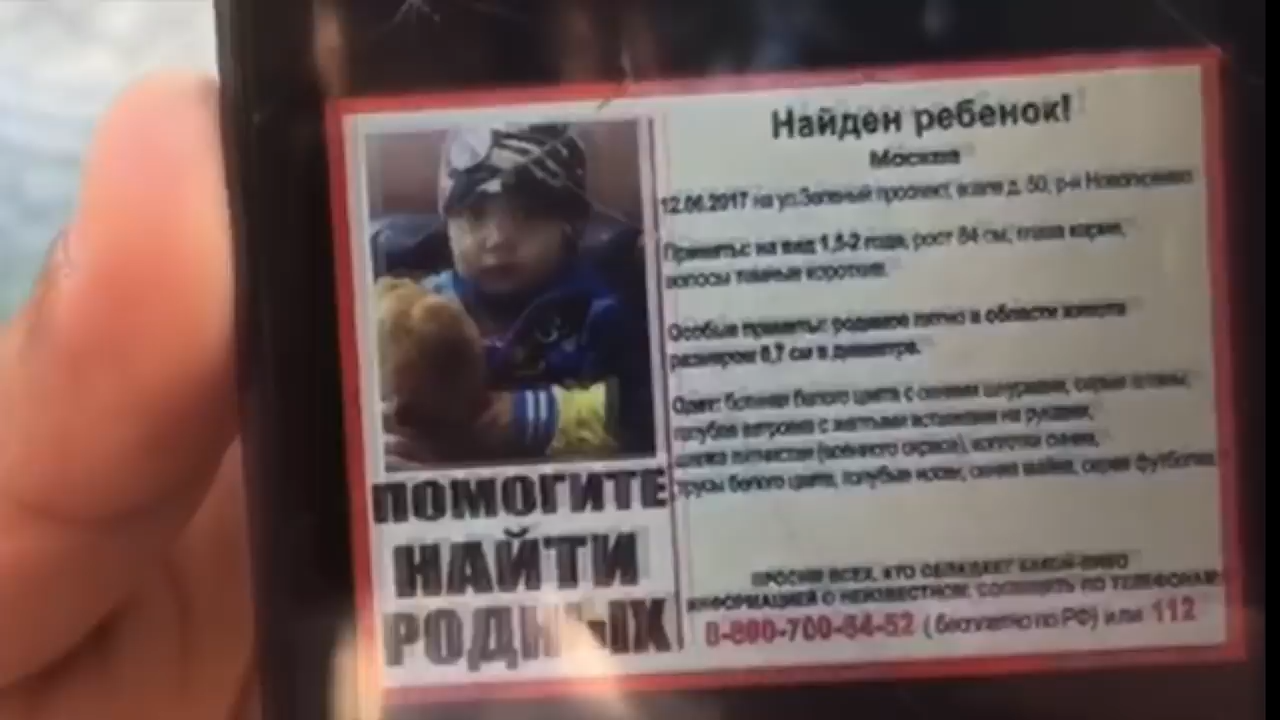 Найден ребенок!
Москва
12.06.2017 на ул.Зеленый проспект, возле д. 50, р-н Новогиреево
Приметы: на вид 1,5-2 года, рост 84 см, глаза карие,
волосы темные короткие.
Особые приметы: родимое пятно в области живота
размером 0,7 см в диаметре.
белого цвета с синими шнурками, серые штаны,
голубая ветровка с желтыми вставками на рукавах,
шапка пятнистая (военного окраса), колготки синие,
трусы белого цвета, голубые носки, синяя майка, серая футболка
ПОМОГИТЕ
НАЙТИ
РОДНЫХ
ПРОСИМ ВСЕХ, КТО ОБЛАДАЕТ КАКОЙ-ЛИБО
ИНФОРМАЦИЕЙ О НЕИЗВЕСТНОМ, СООБЩИТЬ ПО ТЕЛЕФОНАМ:
8-800-700-54-52 (бесплатно по РФ) или 112